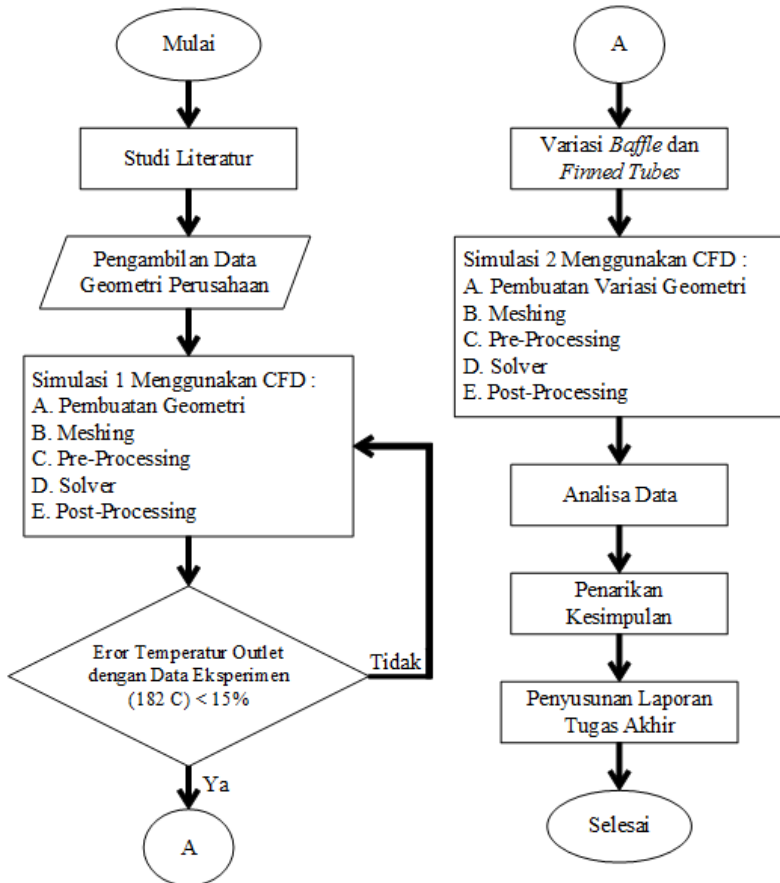 Mulai
Studi Literatur
Pengambilan Data
Geometri Perusahaan
Simulasi 1 Menggunakan CFD :
A. Pembuatan Geometri
B. Meshing
C. Pre-Processing
D. Solver
E. Post-Processing
Eror Temperatur Outlet
dengan Data Eksperimen
(182 C) < 15%
Tidak
Ya
A
A
Variasi Baffle dan
Finned Tubes
Simulasi 2 Menggunakan CFD :
A. Pembuatan Variasi Geometri
B. Meshing
C. Pre-Processing
D. Solver
E. Post-Processing
Analisa Data
Penarikan
Kesimpulan
Penyusunan Laporan
Tugas Akhir
Selesai